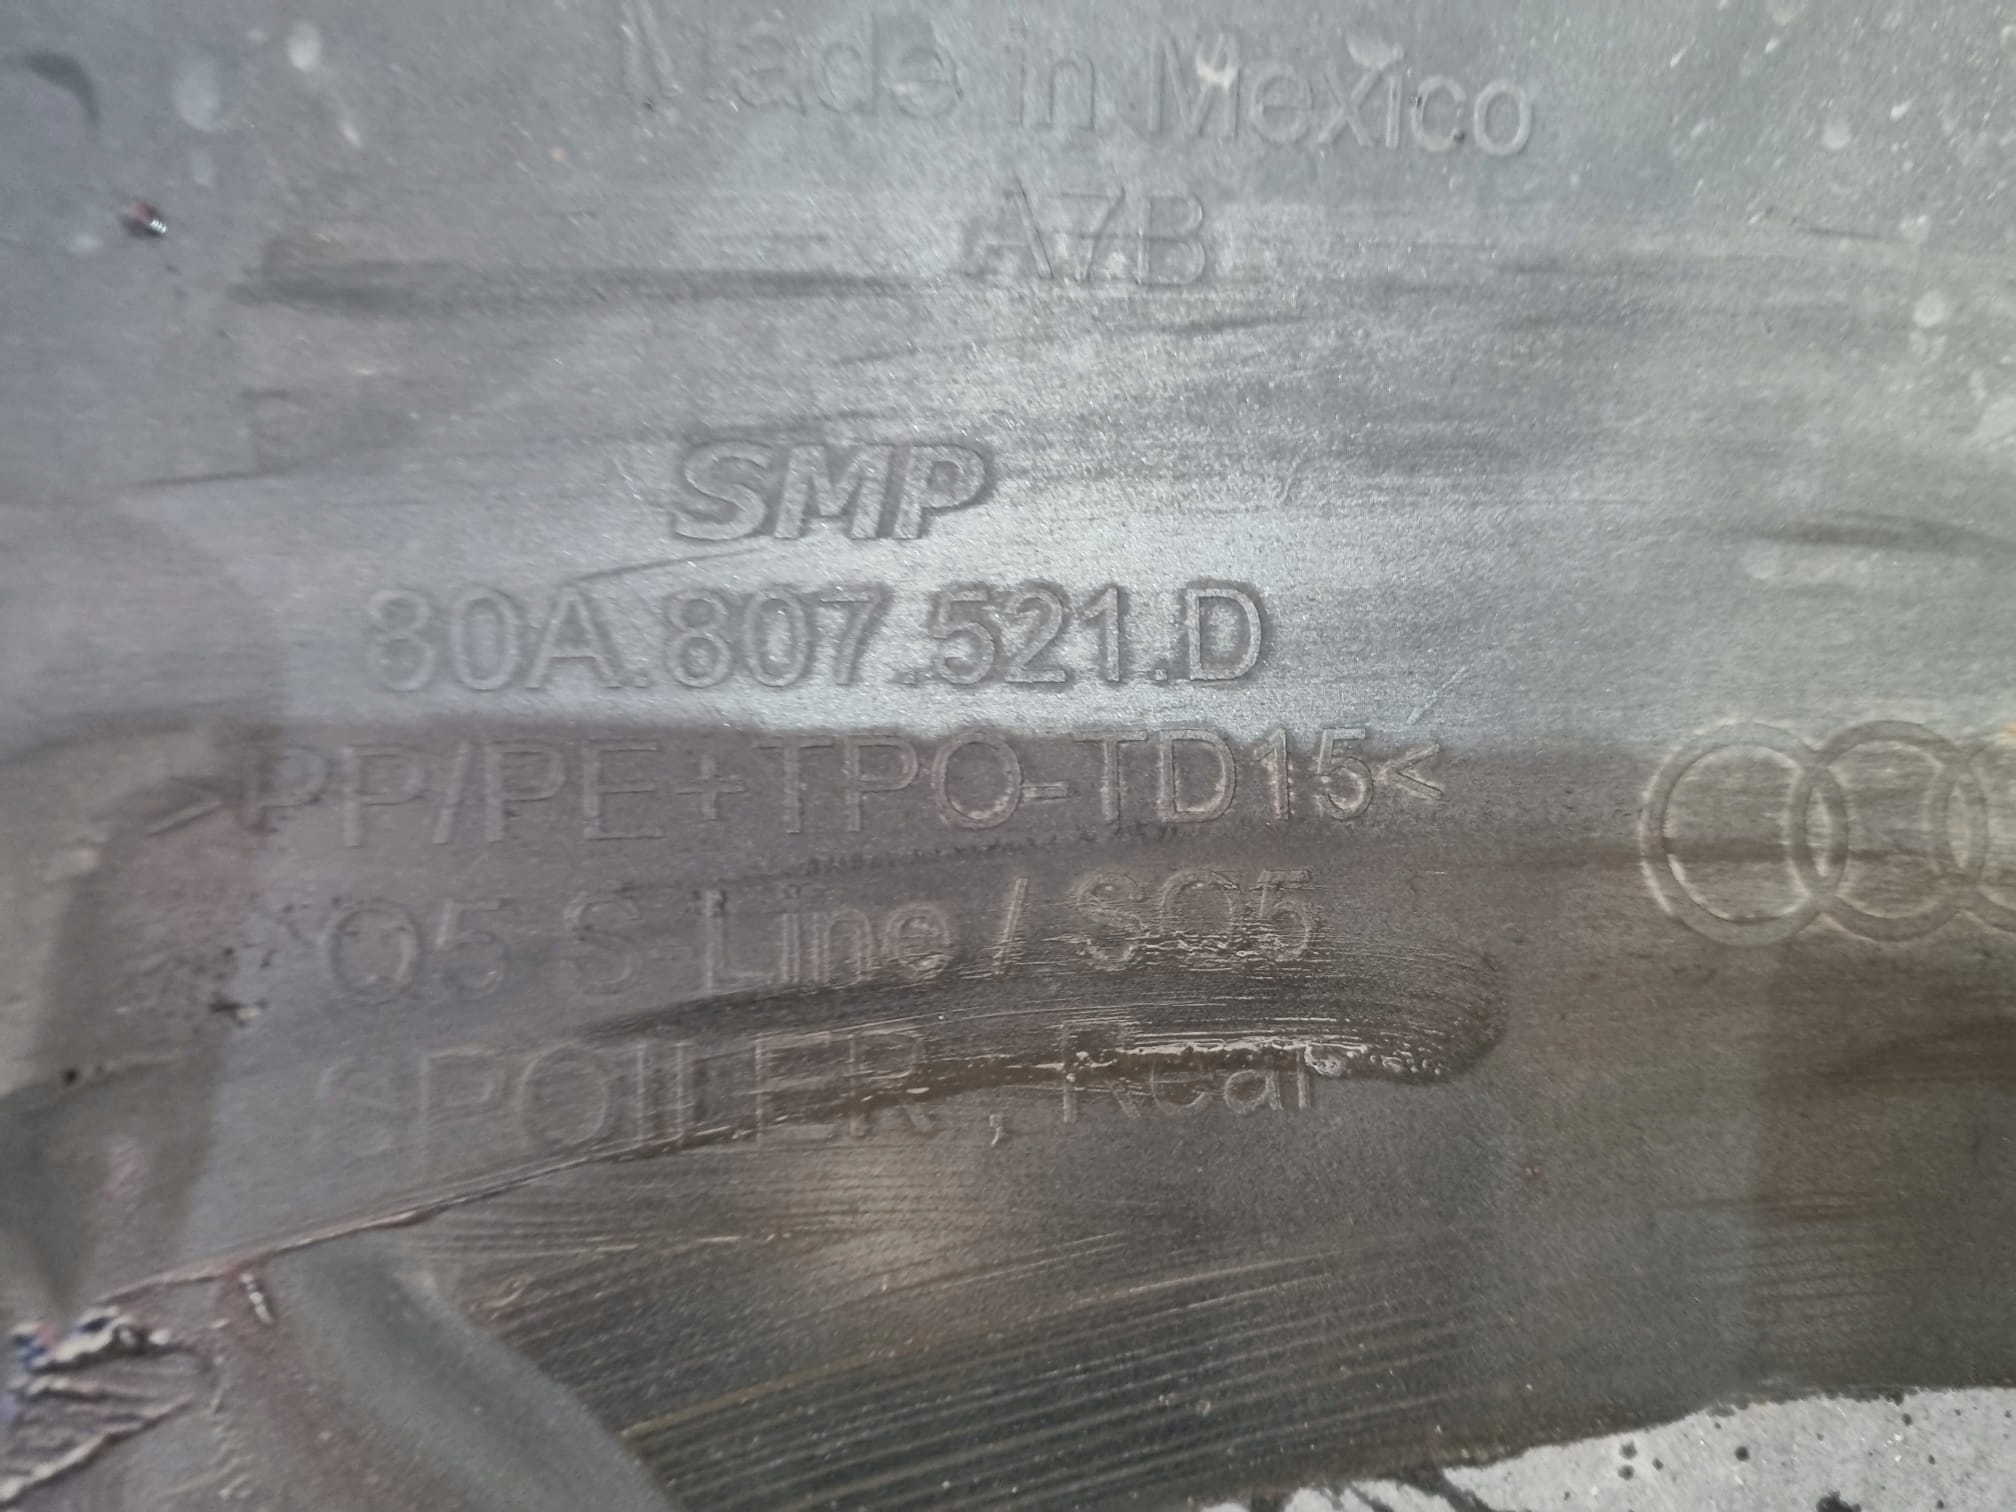 Made in Mexico
A7B
SMP
80A.807.521.D
>PP/PE+TPO-TD15<
Q5 S-Line / SQ5
SPOILER, Rear